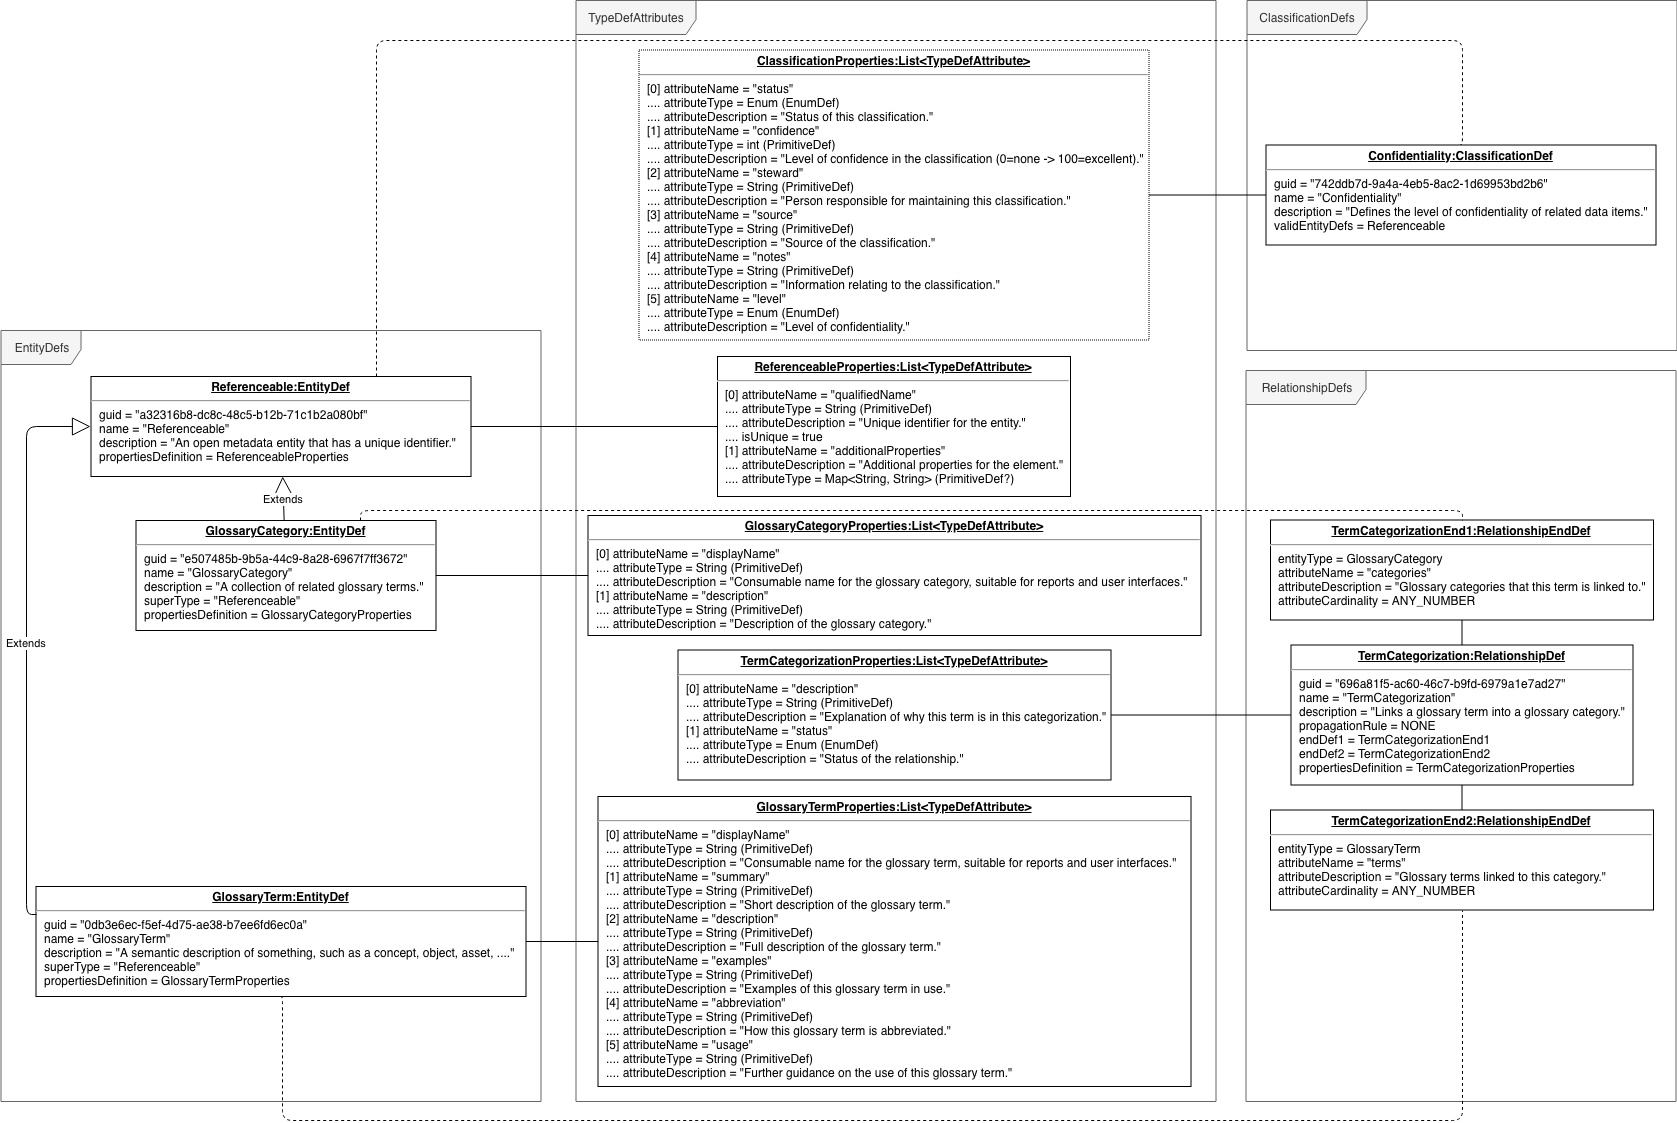 TypeDefAttributes
ClassificationProperties:List<TypeDefAttribute>
[0] attributeName = "status"
.... attributeType = Enum (EnumDef)
.... attributeDescription = "Status of this classification."
[1] attributeName = "confidence"
.... attributeType = int (PrimitiveDef)
.... attributeDescription = "Level of confidence in the classification (0=none -> 100=excellent)."
[2] attributeName = "steward"
.... attributeType = String (PrimitiveDef)
.... attributeDescription = "Person responsible for maintaining this classification."
[3] attributeName = "source"
.... attributeType = String (PrimitiveDef)
.... attributeDescription = "Source of the classification."
[4] attributeName = "notes"
.... attributeType = String (PrimitiveDef)
.... attributeDescription = "Information relating to the classification."
[5] attributeName = "level"
.... attributeType = Enum (EnumDef)
.... attributeDescription = "Level of confidentiality."
ClassificationDefs
Confidentiality:ClassificationDef
guid = "742ddb7d-9a4a-4eb5-8ac2-1d69953bd2b6"
name = "Confidentiality"
description = "Defines the level of confidentiality of related data items."
validEntityDefs = Referenceable
EntityDefs
Referenceable:EntityDef
guid = "a32316b8-dc8c-48c5-b12b-71c1b2a080bf"
name = "Referenceable"
description = "An open metadata entity that has a unique identifier."
propertiesDefinition = ReferenceableProperties
Extends
GlossaryCategory:EntityDef
guid = "e507485b-9b5a-44c9-8a28-6967f7ff3672"
name = "GlossaryCategory"
description = "A collection of related glossary terms."
superType = "Referenceable"
propertiesDefinition = GlossaryCategoryProperties
Extends
GlossaryTerm:EntityDef
guid = "0db3e6ec-f5ef-4d75-ae38-b7ee6fd6ec0a"
name = "GlossaryTerm"
description = "A semantic description of something, such as a concept, object, asset, ...."
superType = "Referenceable"
propertiesDefinition = GlossaryTermProperties
ReferenceableProperties:List<TypeDefAttribute>
[0] attributeName = "qualifiedName"
.... attributeType = String (PrimitiveDef)
.... attributeDescription = "Unique identifier for the entity."
.... isUnique = true
[1] attributeName = "additionalProperties"
.... attributeDescription = "Additional properties for the element."
.... attributeType = Map<String, String> (PrimitiveDef?)
GlossaryCategoryProperties:List<TypeDefAttribute>
[0] attributeName = "displayName"
.... attributeType = String (PrimitiveDef)
.... attributeDescription = "Consumable name for the glossary category, suitable for reports and user interfaces."
[1] attributeName = "description"
.... attributeType = String (PrimitiveDef)
.... attributeDescription = "Description of the glossary category."
TermCategorizationProperties:List<TypeDefAttribute>
[0] attributeName = "description"
.... attributeType = String (PrimitiveDef)
.... attributeDescription = "Explanation of why this term is in this categorization."
[1] attributeName = "status"
.... attributeType = Enum (EnumDef)
.... attributeDescription = "Status of the relationship."
GlossaryTermProperties:List<TypeDefAttribute>
[0] attributeName = "displayName"
.... attributeType = String (PrimitiveDef)
.... attributeDescription = "Consumable name for the glossary term, suitable for reports and user interfaces."
[1] attributeName = "summary"
.... attributeType = String (PrimitiveDef)
.... attributeDescription = "Short description of the glossary term."
[2] attributeName = "description"
.... attributeType = String (PrimitiveDef)
.... attributeDescription = "Full description of the glossary term."
[3] attributeName = "examples"
.... attributeType = String (PrimitiveDef)
.... attributeDescription = "Examples of this glossary term in use."
[4] attributeName = "abbreviation"
.... attributeType = String (PrimitiveDef)
.... attributeDescription = "How this glossary term is abbreviated."
[5] attributeName = "usage"
.... attributeType = String (PrimitiveDef)
.... attributeDescription = "Further guidance on the use of this glossary term."
RelationshipDefs
TermCategorizationEnd1:RelationshipEndDef
entityType = GlossaryCategory
attributeName = "categories"
attributeDescription = "Glossary categories that this term is linked to."
attributeCardinality = ANY_NUMBER
TermCategorization:RelationshipDef
guid = "696a81f5-ac60-46c7-b9fd-6979a1e7ad27"
name = "TermCategorization"
description = "Links a glossary term into a glossary category."
propagationRule = NONE
endDef1 = TermCategorizationEnd1
endDef2 = TermCategorizationEnd2
propertiesDefinition = TermCategorizationProperties
TermCategorizationEnd2:RelationshipEndDef
entityType = GlossaryTerm
attributeName = "terms"
attributeDescription = "Glossary terms linked to this category."
attributeCardinality = ANY_NUMBER